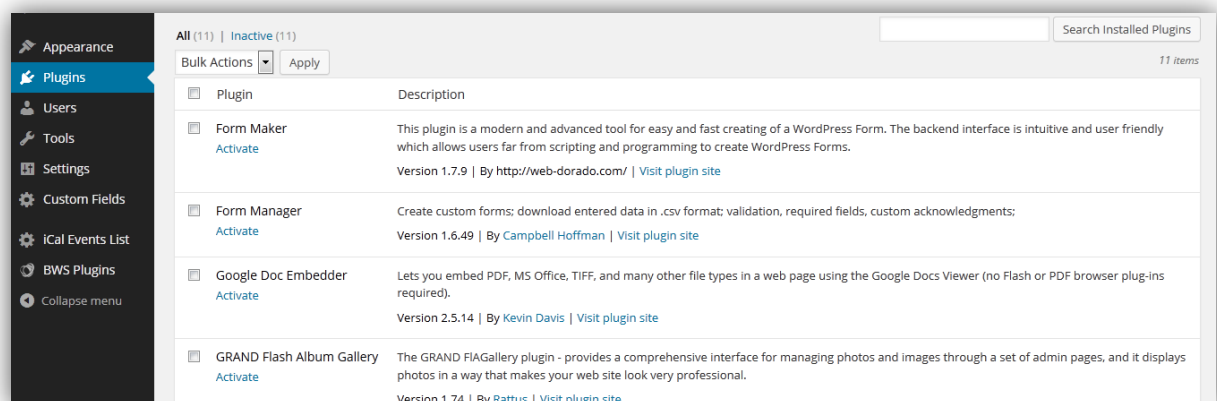 Appearance
Plugins
Users
Tools
Settings
Custom Fields
iCal Events List
BWS Plugins
Collapse menu
All (11) | Inactive (11)
Search Installed Plugins
Bulk Actions Apply
11 items
Plugin Description
Form Maker
Activate
This plugin is a modern and advanced tool for easy and fast creating of a WordPress Form. The backend interface is intuitive and user friendly
which allows users far from scripting and programming to create WordPress Forms.
Version 1.7.9 | By http://web-dorado.com/ | Visit plugin site
Form Manager
Activate
Create custom forms; download entered data in .csv format; validation, required fields, custom acknowledgments;
Version 1.6.49 | By Campbell Hoffman | Visit plugin site
Google Doc Embedder
Activate
Lets you embed PDF, MS Office, TIFF, and many other file types in a web page using the Google Docs Viewer (no Flash or PDF browser plug-ins
required).
Version 2.5.14 | By Kevin Davis | Visit plugin site
GRAND Flash Album Gallery
Activate
The GRAND FlAGallery plugin - provides a comprehensive interface for managing photos and images through a set of admin pages, and it displays
photos in a way that makes your web site look very professional.
Version 1.74 | By Rattus | Visit plugin site